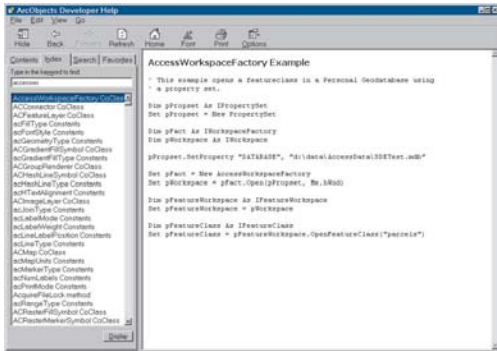 ArcObjects Developer Help
File Edit View Go
Hide Back Forward Refresh Home Font Print Options
Contents Index Search Favorites
Type in the keyword to find:
AccessWorkspaceFactory CoClass
ACConnector CoClass
ACFeatureLayer CoClass
acFillType Constants
acFontStyle Constants
acGeometryType Constants
ACGradientFillSymbol CoClass
acGradientFillType Constants
ACGroupRenderer CoClass
ACHashLineSymbol CoClass
acHashLineType Constants
acHTextAlignment Constants
ACImageLayer CoClass
acJoinType Constants
acLabelMode Constants
acLabelWeight Constants
acLineLabelPosition Constants
acLineType Constants
ACMap CoClass
acMapUnits Constants
acMarkerType Constants
acNumLabels Constants
acPrintMode Constants
AcquireFileLock method
acRangeType Constants
ACRasterFillSymbol CoClass
ACRasterMarkerSymbol CoClass
Display
AccessWorkspaceFactory Example
' This example opens a featureclass in a Personal Geodatabase using
' a property set.
Dim pPropset As IPropertySet
Set pPropset = New PropertySet
Dim pFact As IWorkspaceFactory
Dim pWorkspace As IWorkspace
pPropset.SetProperty "DATABASE", "d:\data\AccessData\SDETest.mdb"
Set pFact = New AccessWorkspaceFactory
Set pWorkspace = pFact.Open(pPropset, Me.hWnd)
Dim pFeatureWorkspace As IFeatureWorkspace
Set pFeatureWorkspace = pWorkspace
Dim pFeatureClass As IFeatureClass
Set pFeatureClass = pFeatureWorkspace.OpenFeatureClass("parcels")